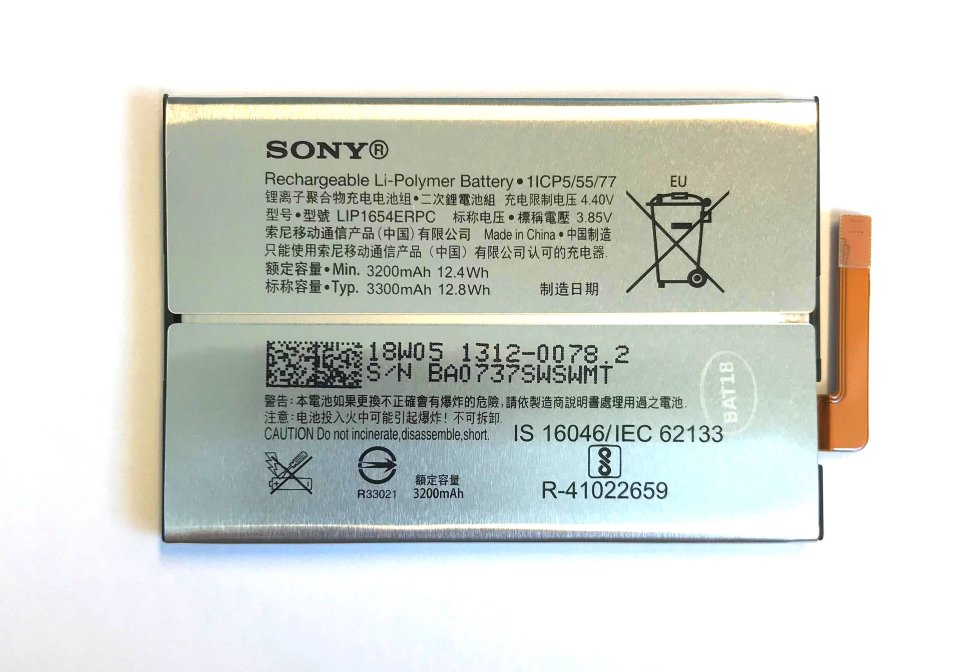 SONY®
Rechargeable Li-Polymer Battery • 1ICP5/55/77
EU
锂离子聚合物充电电池组 • 二次鋰電池組 充电限制电压 4.40V
型号 • 型號 LIP1654ERPC 标称电压 • 標稱電壓 3.85V
索尼移动通信产品（中国）有限公司 Made in China • 中国制造
只能使用索尼移动通信产品（中国）有限公司认可的充电器.
额定容量 • Min. 3200mAh 12.4Wh
标称容量 • Typ. 3300mAh 12.8Wh 制造日期
18W05 1312-0078.2
S/N BA0737SWSWMT
BAT18
警告: 本電池如果更換不正確會有爆炸的危險, 請依製造商說明書處理用過之電池.
注意: 电池投入火中可能引起爆炸! 不可拆卸.
CAUTION Do not incinerate,disassemble,short.
IS 16046/IEC 62133
R33021
額定容量
3200mAh
R-41022659